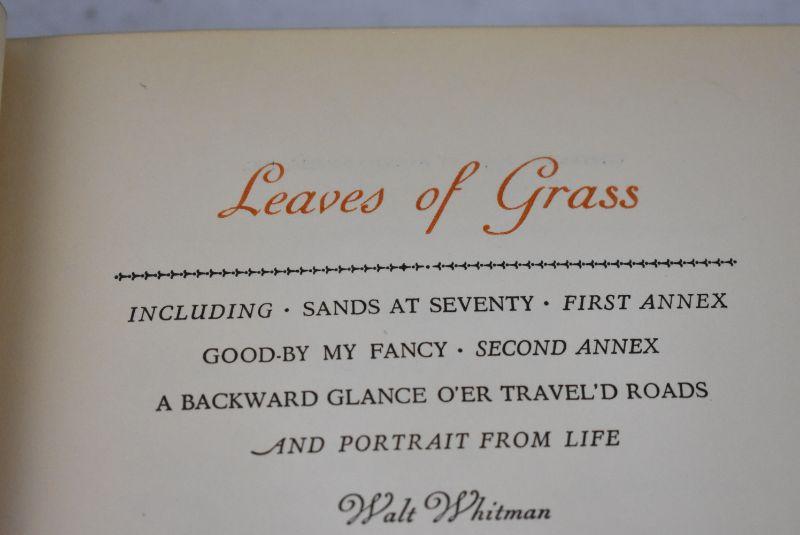 Leaves of Grass
INCLUDING · SANDS AT SEVENTY · FIRST ANNEX
GOOD-BY MY FANCY · SECOND ANNEX
A BACKWARD GLANCE O'ER TRAVEL'D ROADS
AND PORTRAIT FROM LIFE
Walt Whitman